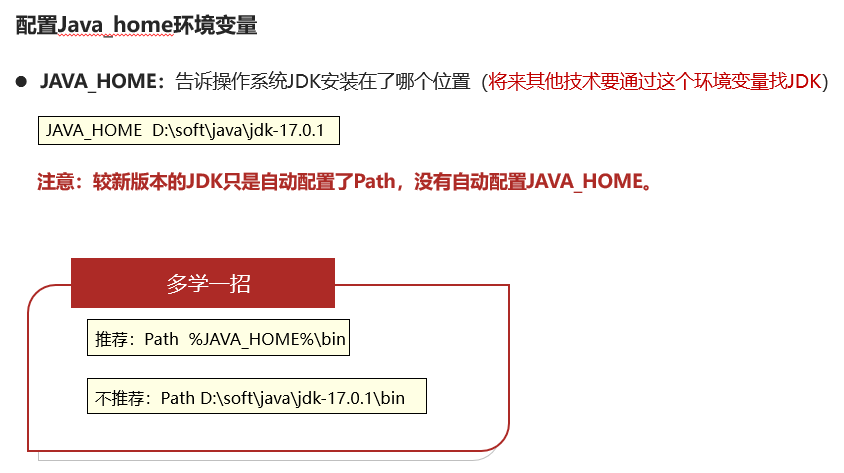 配置Java_home环境变量
● JAVA_HOME：告诉操作系统JDK安装在了哪个位置（将来其他技术要通过这个环境变量找JDK）
JAVA_HOME  D:\soft\java\jdk-17.0.1
注意：较新版本的JDK只是自动配置了Path，没有自动配置JAVA_HOME。
多学一招
推荐：Path  %JAVA_HOME%\bin
不推荐：Path D:\soft\java\jdk-17.0.1\bin